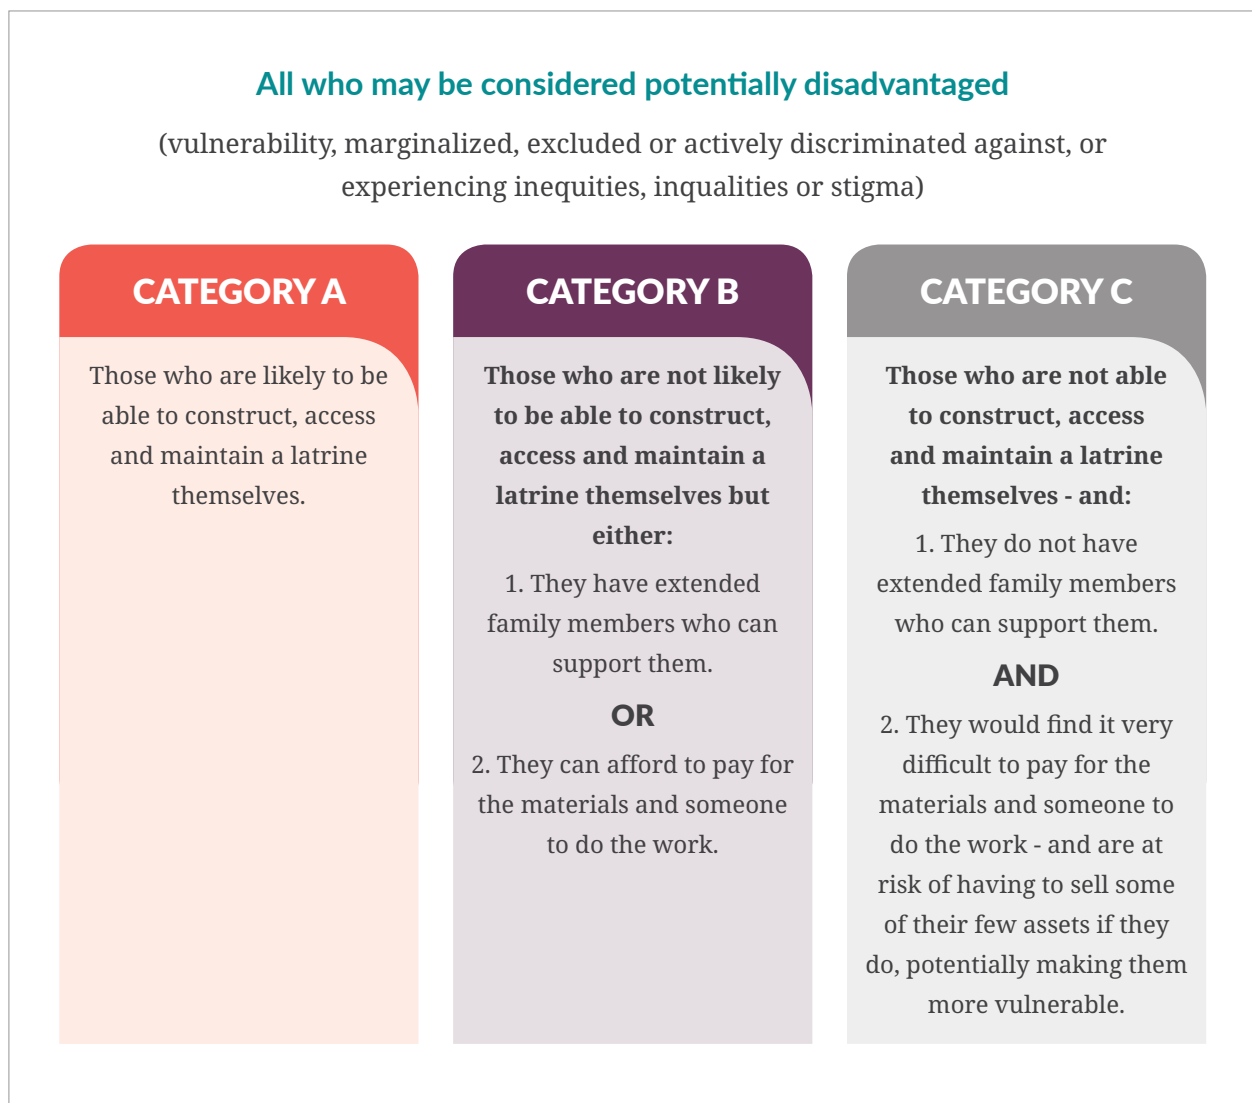 All who may be considered potentially disadvantaged
(vulnerability, marginalized, excluded or actively discriminated against, or
experiencing inequities, inqualities or stigma)
CATEGORY A
Those who are likely to be
able to construct, access
and maintain a latrine
themselves.
CATEGORY B
Those who are not likely
to be able to construct,
access and maintain a
latrine themselves but
either:
1. They have extended
family members who can
support them.
OR
2. They can afford to pay for
the materials and someone
to do the work.
CATEGORY C
Those who are not able
to construct, access
and maintain a latrine
themselves - and:
1. They do not have
extended family members
who can support them.
AND
2. They would find it very
difficult to pay for the
materials and someone to
do the work - and are at
risk of having to sell some
of their few assets if they
do, potentially making them
more vulnerable.